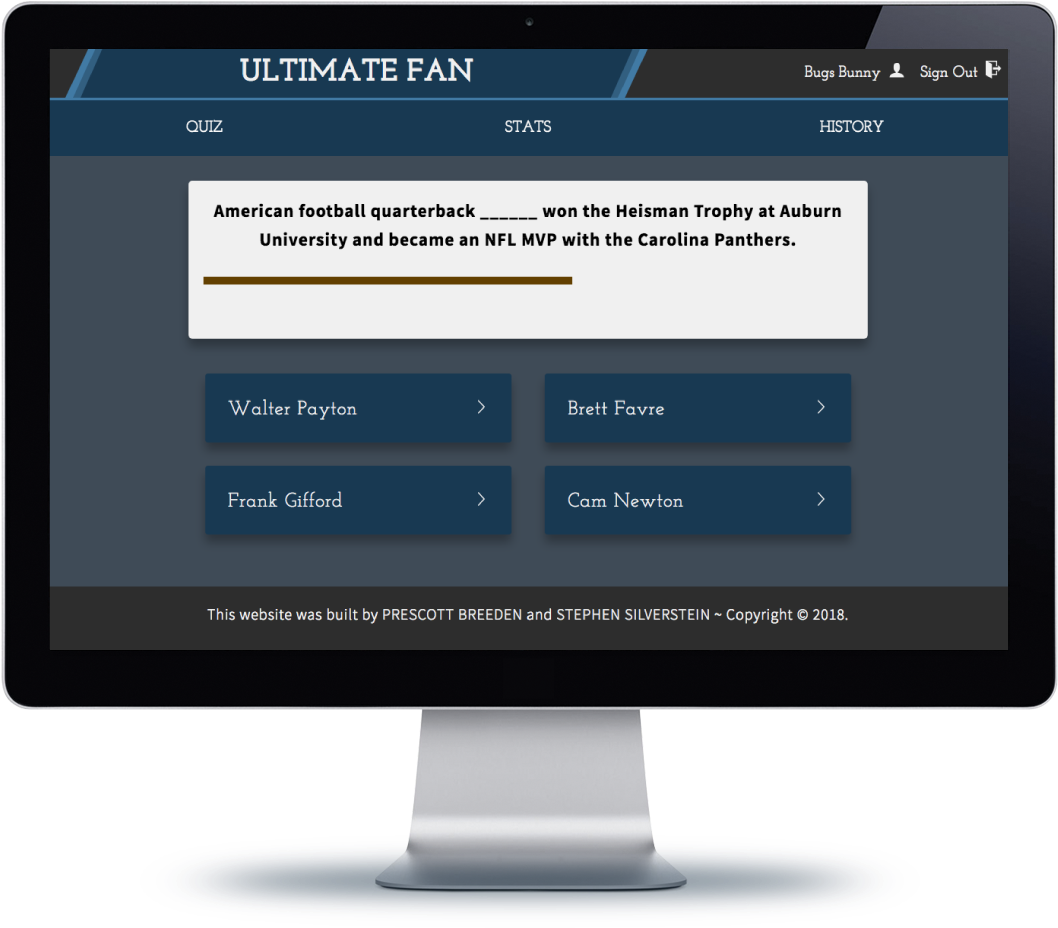 ULTIMATE FAN
Bugs Bunny Sign Out
QUIZ STATS HISTORY
American football quarterback ______ won the Heisman Trophy at Auburn
University and became an NFL MVP with the Carolina Panthers.
Walter Payton
Brett Favre
Frank Gifford
Cam Newton
This website was built by PRESCOTT BREEDEN and STEPHEN SILVERSTEIN ~ Copyright © 2018.